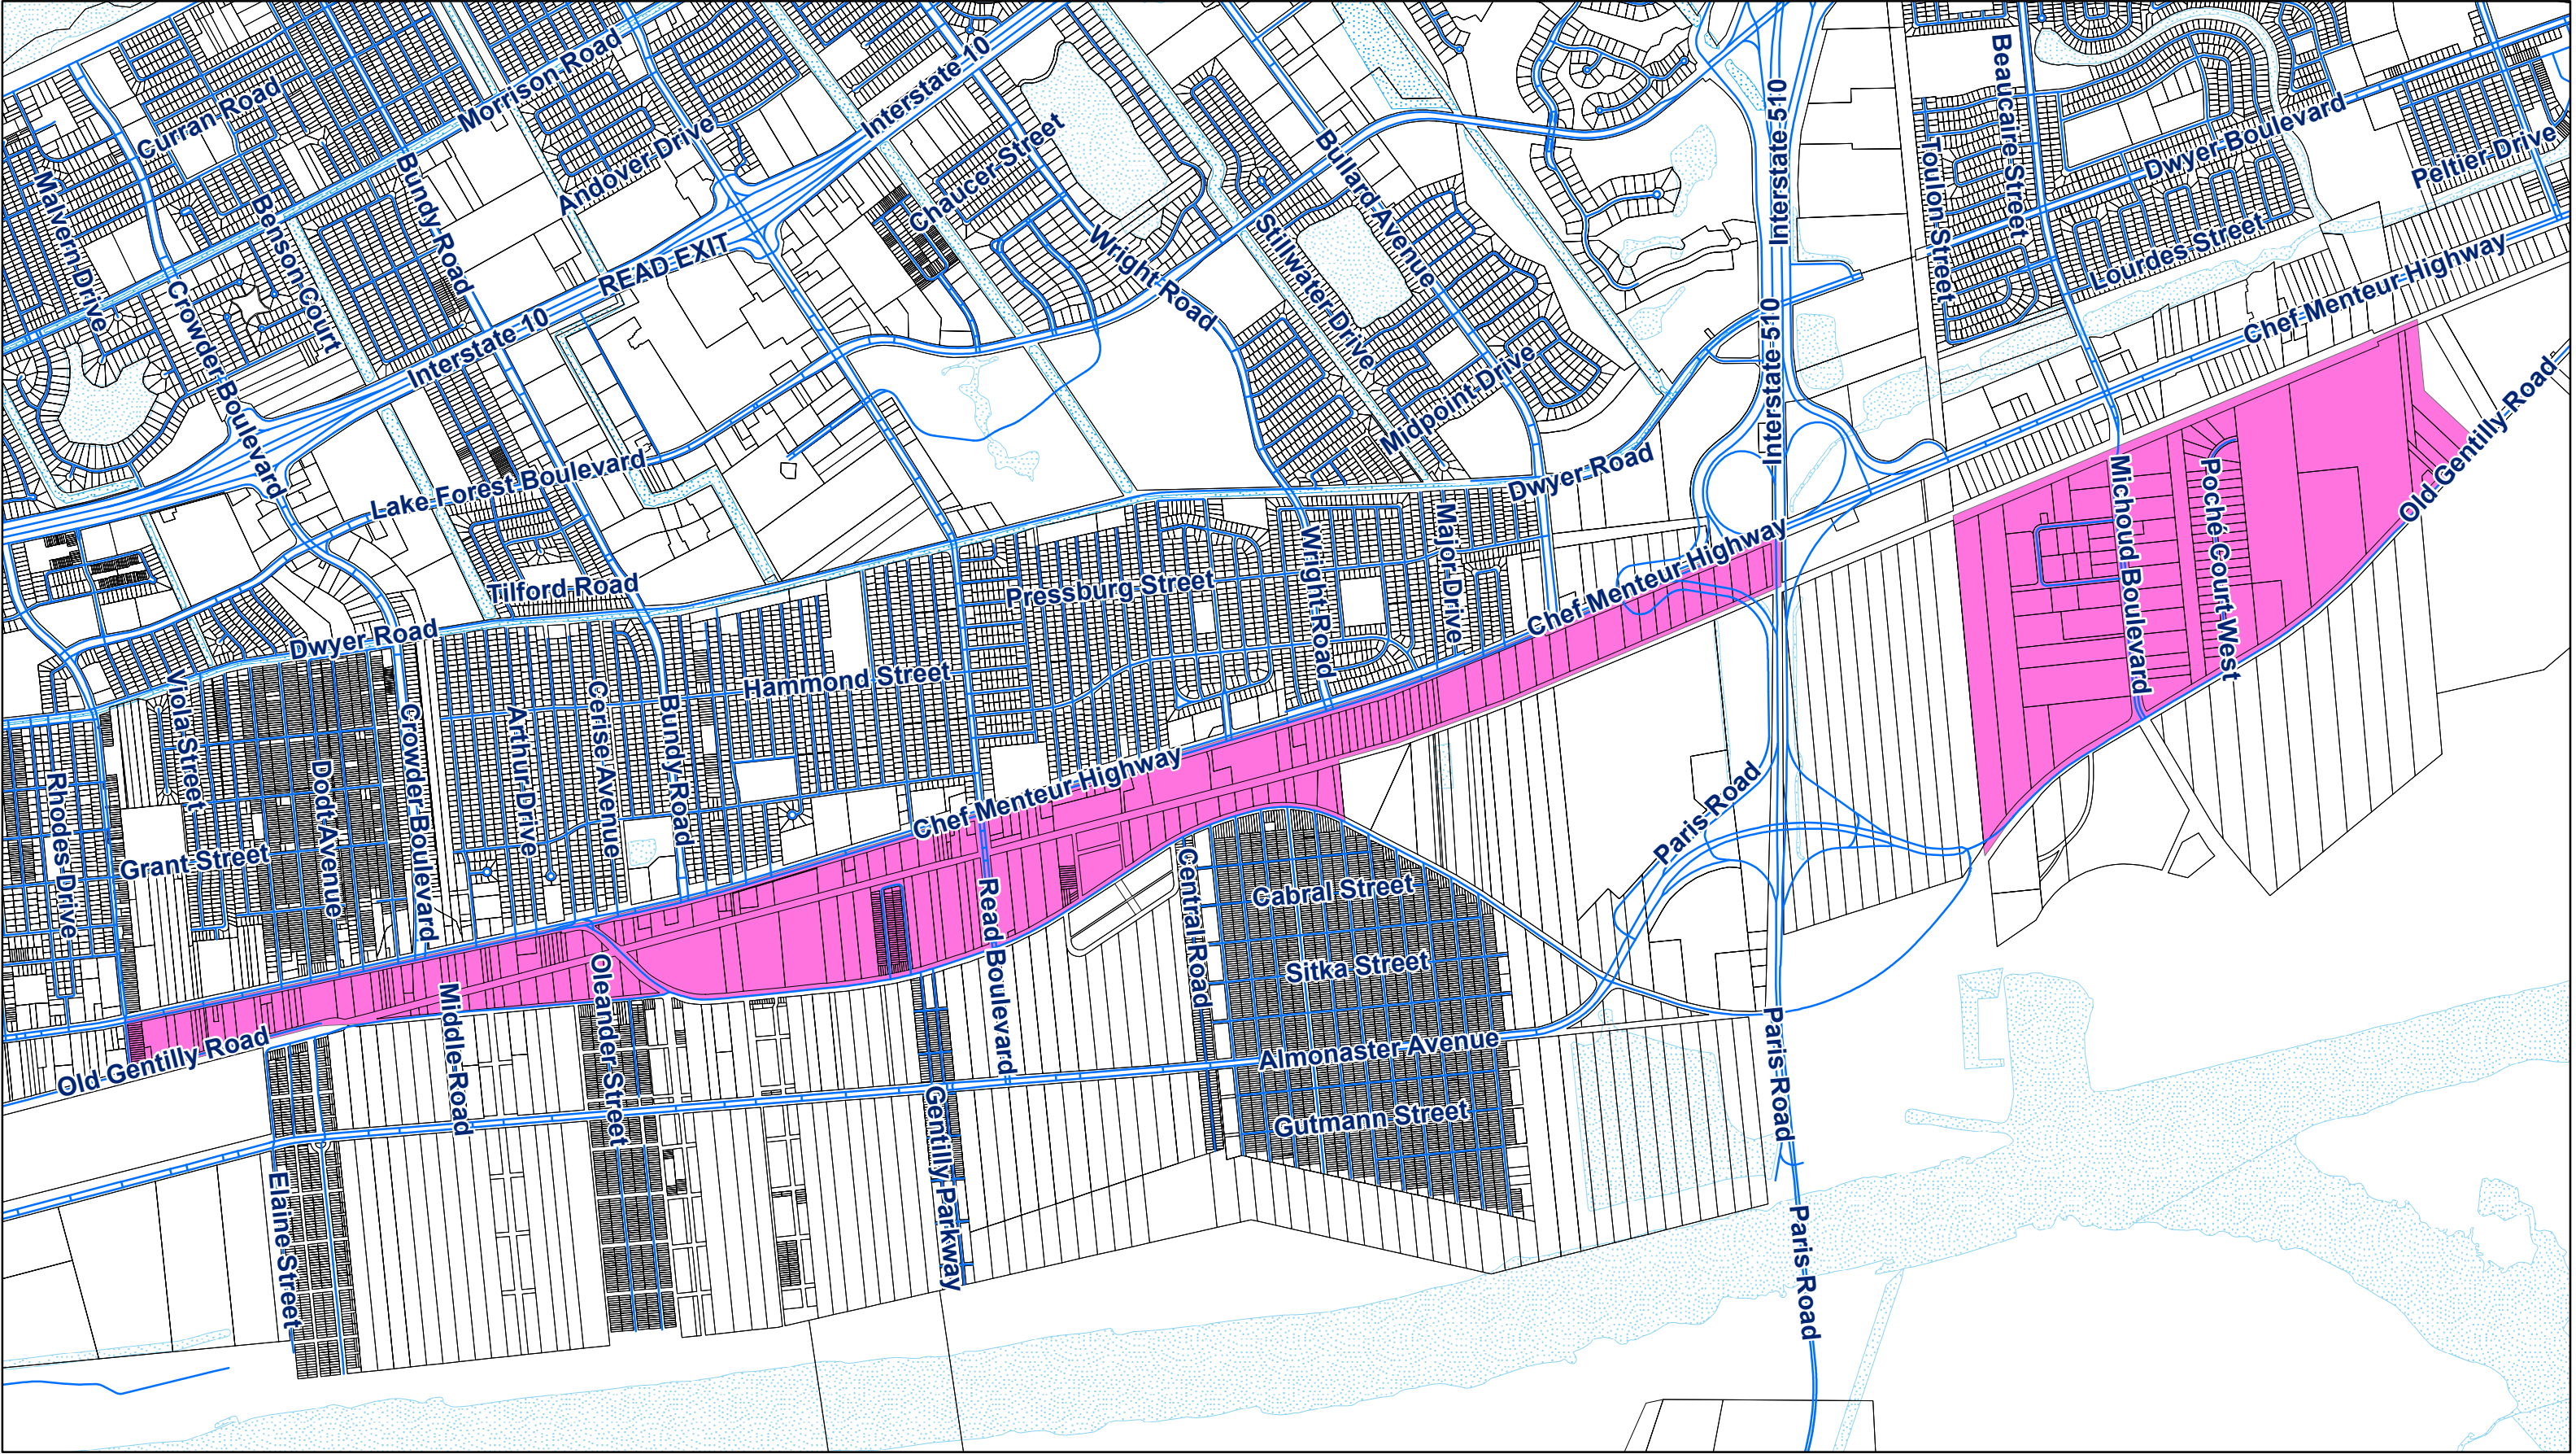 Curran Road
Morrison Road
Interstate 10
Interstate 510
Beaucaire Street
Dwyer Boulevard
Peltier Drive
Malvern Drive
Benson Court
Bundy Road
Andover Drive
Chaucer Street
Bullard Avenue
Toulon Street
READ EXIT
Wright Road
Stillwater Drive
Lourdes Street
Chef Menteur Highway
Crowder Boulevard
Interstate 10
Interstate 510
Midpoint Drive
Old Gentilly Road
Lake Forest Boulevard
Dwyer Road
Michoud Boulevard
Poché Court West
Tilford Road
Pressburg Street
Wright Road
Major Drive
Chef Menteur Highway
Dwyer Road
Viola Street
Hammond Street
Cerise Avenue
Bundy Road
Arthur Drive
Crowder Boulevard
Dodt Avenue
Rhodes Drive
Grant Street
Chef Menteur Highway
Paris Road
Central Road
Cabral Street
Read Boulevard
Sitka Street
Oleander Street
Middle Road
Old Gentilly Road
Almonaster Avenue
Paris Road
Gutmann Street
Gentilly Parkway
Elaine Street
Paris Road